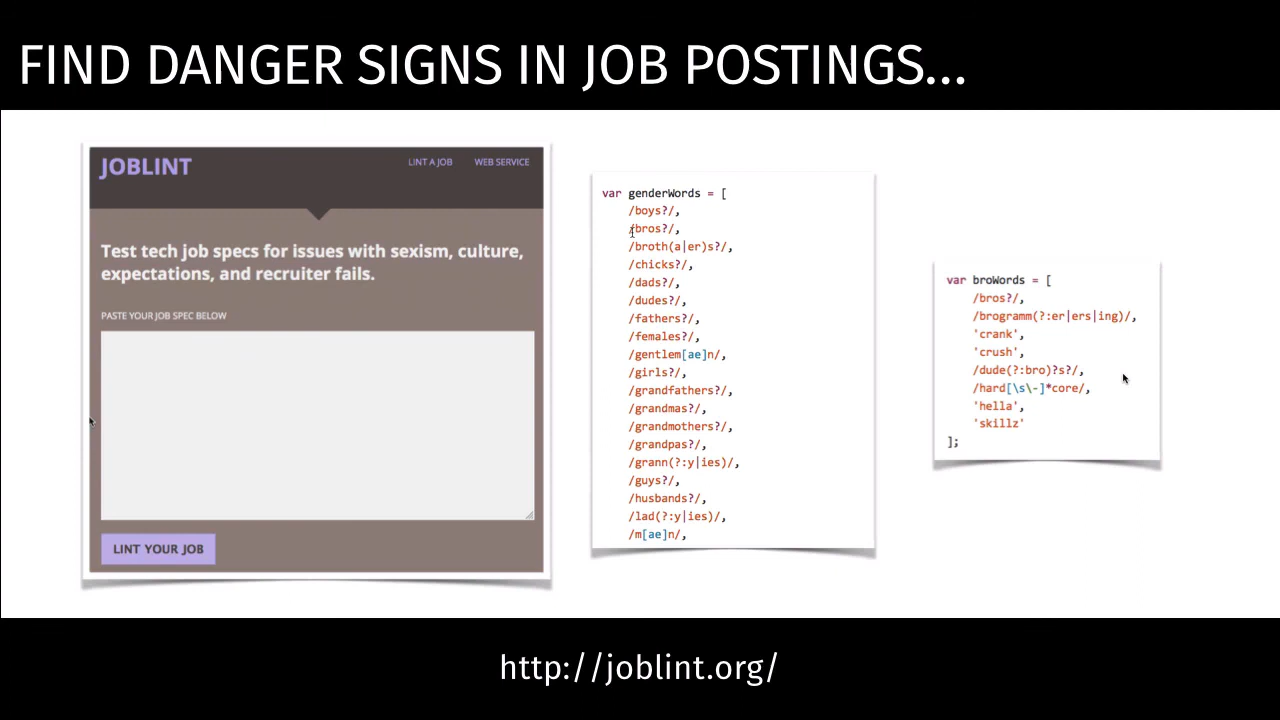 FIND DANGER SIGNS IN JOB POSTINGS...
JOBLINT
LINT A JOB
WEB SERVICE
Test tech job specs for issues with sexism, culture,
expectations, and recruiter fails.
PASTE YOUR JOB SPEC BELOW
LINT YOUR JOB
var genderWords = [
/boys?/,
/bros?/,
/broth(a|er)s?/,
/chicks?/,
/dads?/,
/dudes?/,
/fathers?/,
/females?/,
/gentlem[ae]n/,
/girls?/,
/grandfathers?/,
/grandmas?/,
/grandmothers?/,
/grandpas?/,
/grann(?:y|ies)/,
/guys?/,
/husbands?/,
/lad(?:y|ies)/,
/m[ae]n/,
var broWords = [
/bros?/,
/brogramm(?:er|ers|ing)/,
'crank',
'crush',
/dude(?:bro)?s?/,
/hard[\s\-]*core/,
'hella',
'skillz'
];
http://joblint.org/